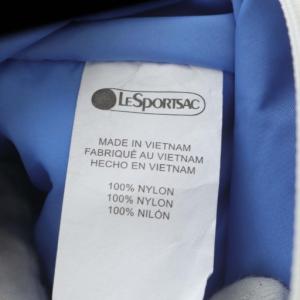 LESPORTSAC
MADE IN VIETNAM
FABRIQUÉ AU VIETNAM
HECHO EN VIETNAM
100% NYLON
100% NYLON
100% NILÓN